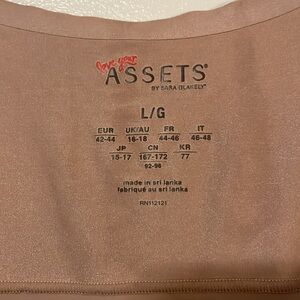 love your
ASSETS®
BY SARA BLAKELY™
L/G
EUR UK/AU FR IT
42-44 16-18 44-46 46-48
JP CN KR
15-17 167-172 77
92-96
made in sri lanka
fabriqué au sri lanka
RN112121